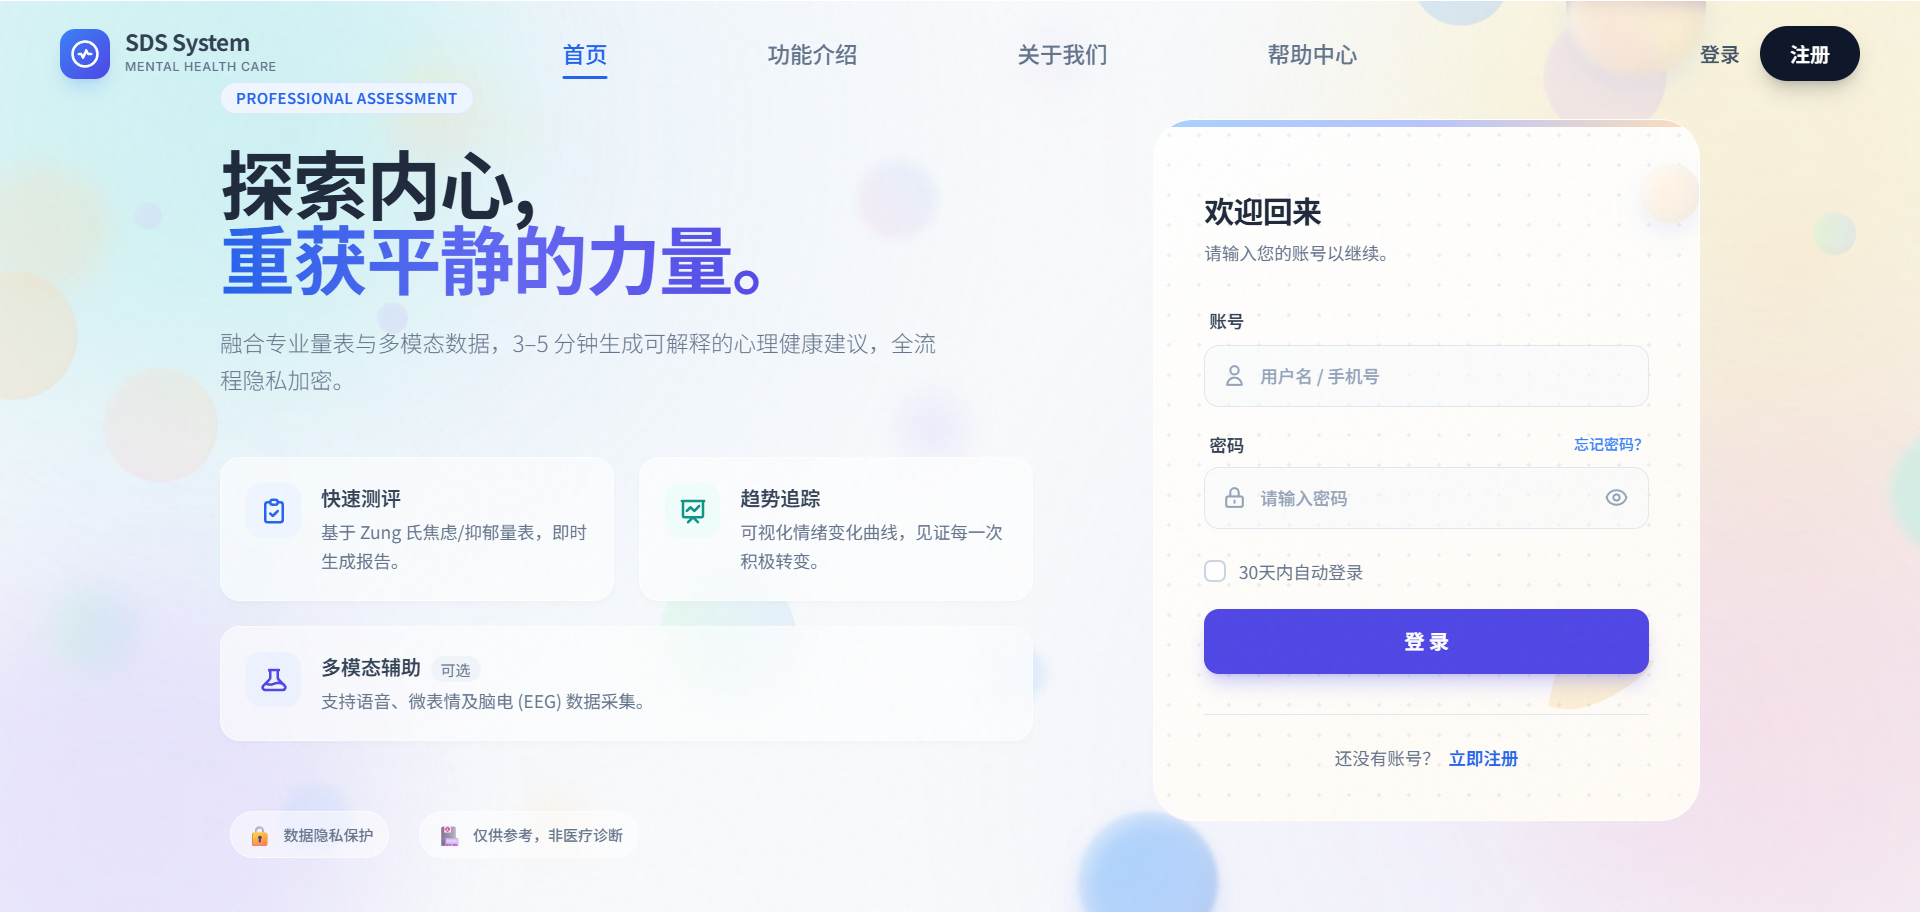 SDS System
MENTAL HEALTH CARE
首页
功能介绍
关于我们
帮助中心
登录
注册
PROFESSIONAL ASSESSMENT
探索内心,
重获平静的力量。
融合专业量表与多模态数据，3–5 分钟生成可解释的心理健康建议，全流
程隐私加密。
快速测评
基于 Zung 氏焦虑/抑郁量表，即时
生成报告。
趋势追踪
可视化情绪变化曲线，见证每一次
积极转变。
多模态辅助 可选
支持语音、微表情及脑电 (EEG) 数据采集。
数据隐私保护
仅供参考，非医疗诊断
欢迎回来
请输入您的账号以继续。
账号
用户名 / 手机号
密码
忘记密码?
请输入密码
30天内自动登录
登 录
还没有账号？ 立即注册